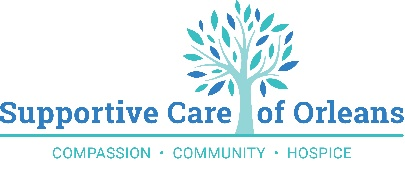 Supportive Care of Orleans
COMPASSION • COMMUNITY • HOSPICE